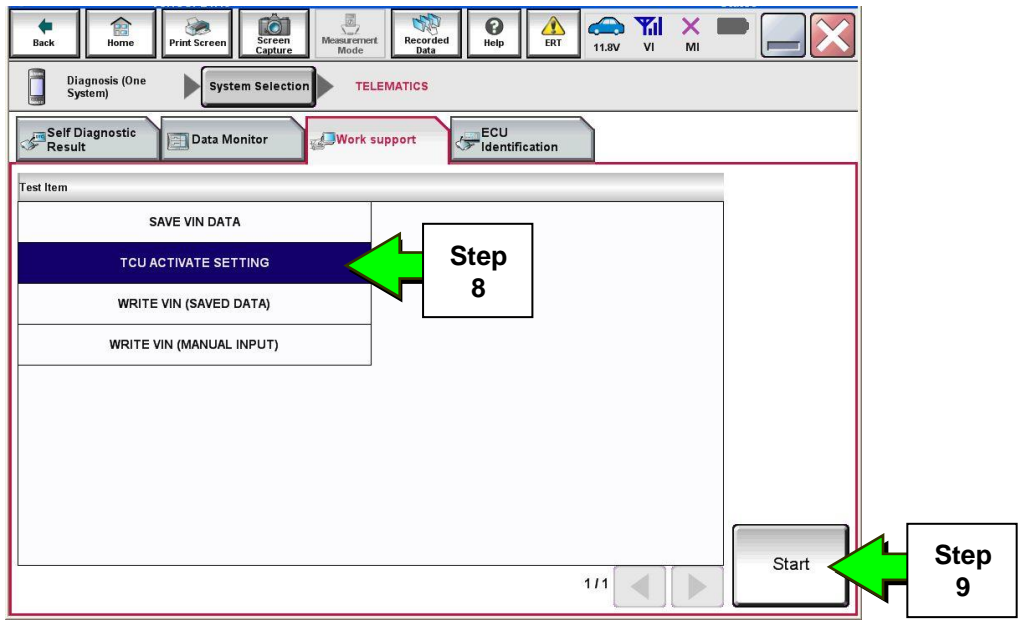 Back
Home
Print Screen
Screen
Capture
Measurement
Mode
Recorded
Data
Help
ERT
11.8V
VI
MI
Diagnosis (One
System)
System Selection
TELEMATICS
Self Diagnostic
Result
Data Monitor
Work support
ECU
Identification
Test Item
SAVE VIN DATA
TCU ACTIVATE SETTING
WRITE VIN (SAVED DATA)
WRITE VIN (MANUAL INPUT)
Step
8
1/1
Start
Step
9